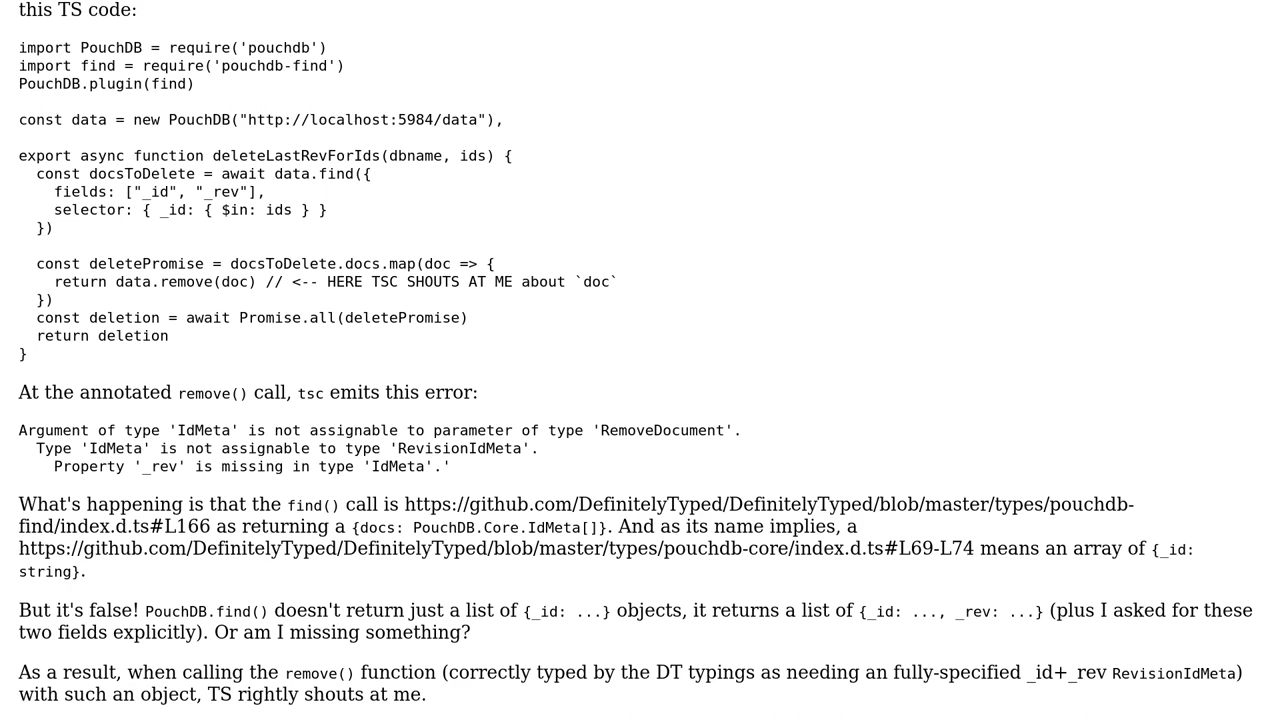 this TS code:
import PouchDB = require('pouchdb')
import find = require('pouchdb-find')
PouchDB.plugin(find)
const data = new PouchDB("http://localhost:5984/data"),
export async function deleteLastRevForIds(dbname, ids) {
  const docsToDelete = await data.find({
    fields: ["_id", "_rev"],
    selector: { _id: { $in: ids } }
  })
  const deletePromise = docsToDelete.docs.map(doc => {
    return data.remove(doc) // <-- HERE TSC SHOUTS AT ME about `doc`
  })
  const deletion = await Promise.all(deletePromise)
  return deletion
}
At the annotated remove() call, tsc emits this error:
Argument of type 'IdMeta' is not assignable to parameter of type 'RemoveDocument'.
  Type 'IdMeta' is not assignable to type 'RevisionIdMeta'.
    Property '_rev' is missing in type 'IdMeta'.'
What's happening is that the find() call is https://github.com/DefinitelyTyped/DefinitelyTyped/blob/master/types/pouchdb-
find/index.d.ts#L166 as returning a {docs: PouchDB.Core.IdMeta[]}. And as its name implies, a
https://github.com/DefinitelyTyped/DefinitelyTyped/blob/master/types/pouchdb-core/index.d.ts#L69-L74 means an array of {_id:
string}.
But it's false! PouchDB.find() doesn't return just a list of {_id: ...} objects, it returns a list of {_id: ..., _rev: ...} (plus I asked for these
two fields explicitly). Or am I missing something?
As a result, when calling the remove() function (correctly typed by the DT typings as needing an fully-specified _id+_rev RevisionIdMeta)
with such an object, TS rightly shouts at me.